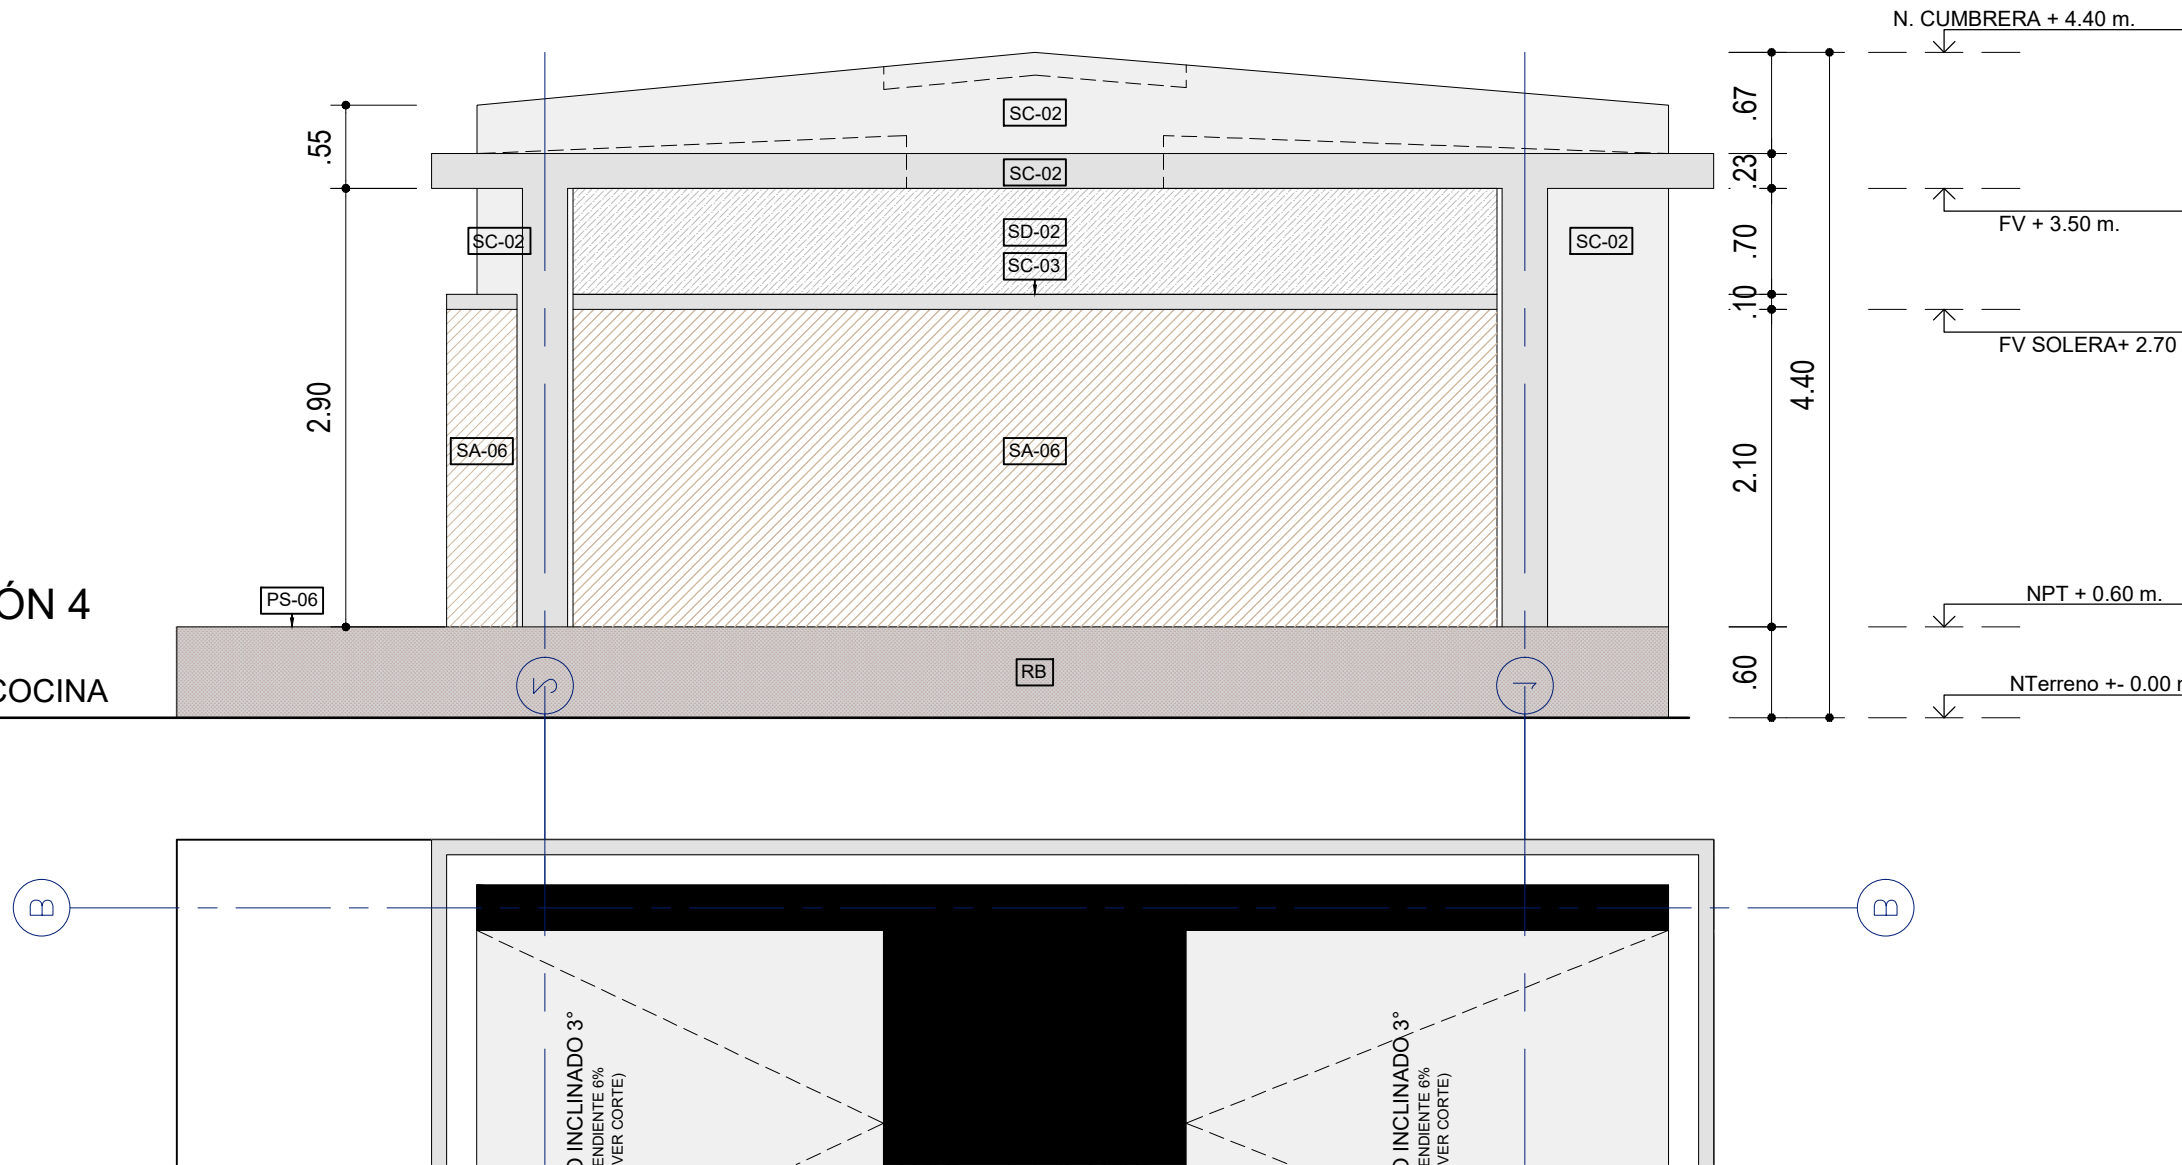 N. CUMBRERA + 4.40 m.
.67
SC-02
.55
.23
SC-02
FV + 3.50 m.
SD-02
SC-02
SC-02
.70
SC-03
.10
FV SOLERA+ 2.70
4.40
2.90
SA-06
SA-06
2.10
ÓN 4
PS-06
NPT + 0.60 m.
COCINA
RB
.60
NTerreno +- 0.00
B
B
INCLINADO 3°
ENDIENTE 6%
VER CORTE)
INCLINADO 3°
ENDIENTE 6%
VER CORTE)